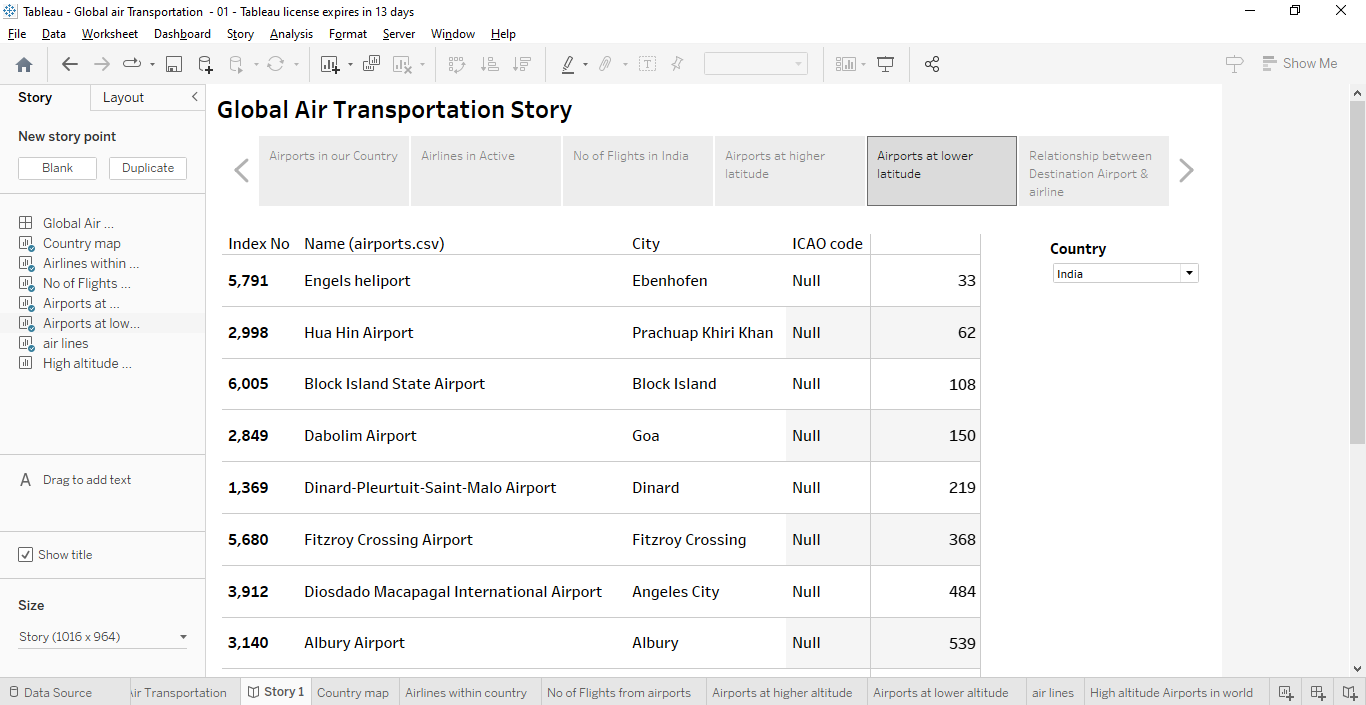 Tableau - Global air Transportation - 01 - Tableau license expires in 13 days
File Data Worksheet Dashboard Story Analysis Format Server Window Help
Show Me
Story Layout
New story point
Blank Duplicate
Global Air ...
Country map
Airlines within ...
No of Flights ...
Airports at ...
Airports at low...
air lines
High altitude ...
A Drag to add text
Show title
Size
Story (1016 x 964)
Global Air Transportation Story
Airports in our Country
Airlines in Active
No of Flights in India
Airports at higher
latitude
Airports at lower
latitude
Relationship between
Destination Airport &
airline
Index No Name (airports.csv) City ICAO code
5,791 Engels heliport Ebenhofen Null 33
2,998 Hua Hin Airport Prachuap Khiri Khan Null 62
6,005 Block Island State Airport Block Island Null 108
2,849 Dabolim Airport Goa Null 150
1,369 Dinard-Pleurtuit-Saint-Malo Airport Dinard Null 219
5,680 Fitzroy Crossing Airport Fitzroy Crossing Null 368
3,912 Diosdado Macapagal International Airport Angeles City Null 484
3,140 Albury Airport Albury Null 539
Country
India
Data Source ir Transportation Story 1 Country map Airlines within country No of Flights from airports Airports at higher altitude Airports at lower altitude air lines High altitude Airports in world